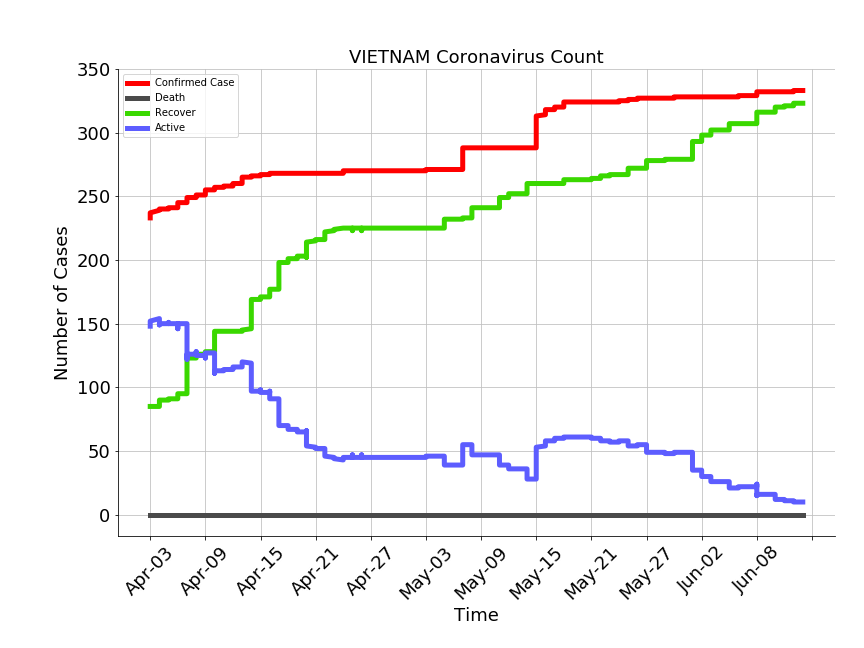 VIETNAM Coronavirus Count
Confirmed Case
Death
Recover
Active
350
300
250
200
150
100
50
0
Number of Cases
Apr-03
Apr-09
Apr-15
Apr-21
Apr-27
May-03
May-09
May-15
May-21
May-27
Jun-02
Jun-08
Time